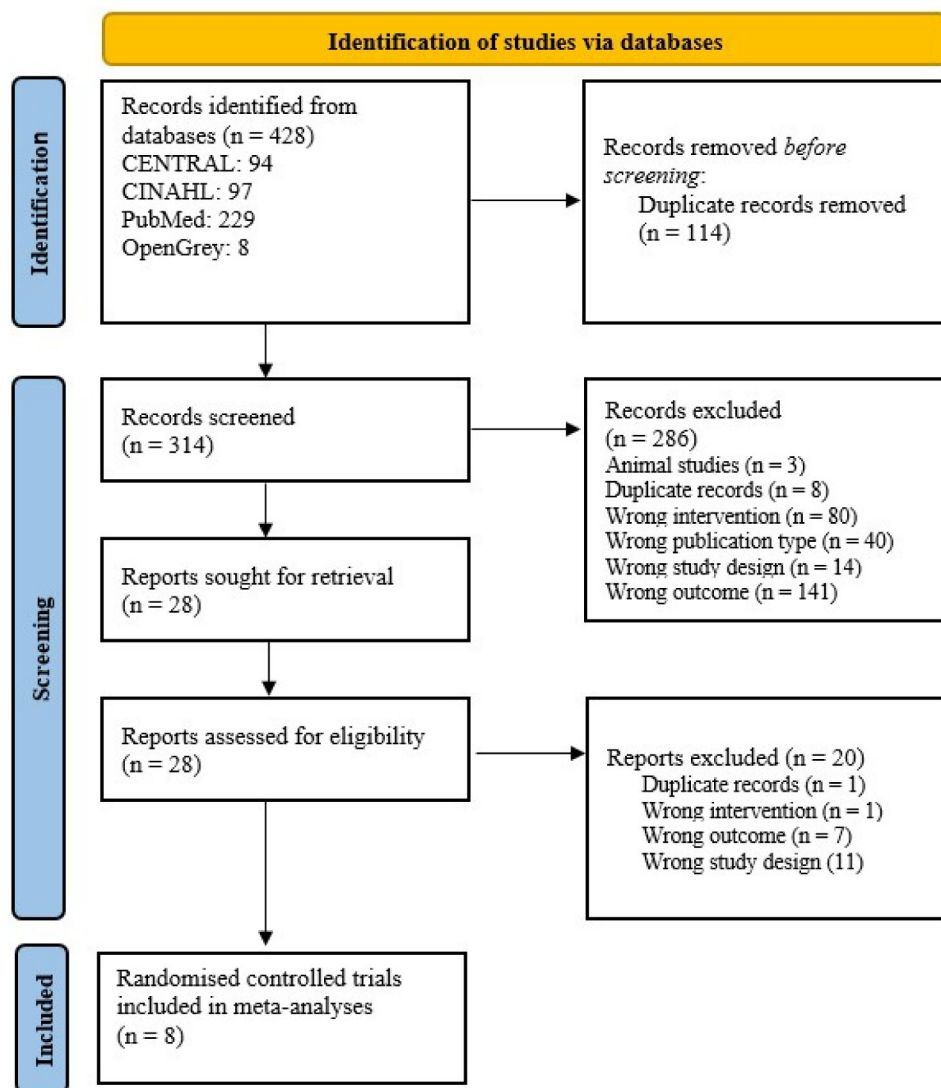 Identification of studies via databases
Identification
Records identified from
databases (n = 428)
CENTRAL: 94
CINAHL: 97
PubMed: 229
OpenGrey: 8
Records removed before
screening:
Duplicate records removed
(n = 114)
Screening
Records screened
(n = 314)
Records excluded
(n = 286)
Animal studies (n = 3)
Duplicate records (n = 8)
Wrong intervention (n = 80)
Wrong publication type (n = 40)
Wrong study design (n = 14)
Wrong outcome (n = 141)
Reports sought for retrieval
(n = 28)
Reports assessed for eligibility
(n = 28)
Reports excluded (n = 20)
Duplicate records (n = 1)
Wrong intervention (n = 1)
Wrong outcome (n = 7)
Wrong study design (11)
Included
Randomised controlled trials
included in meta-analyses
(n = 8)